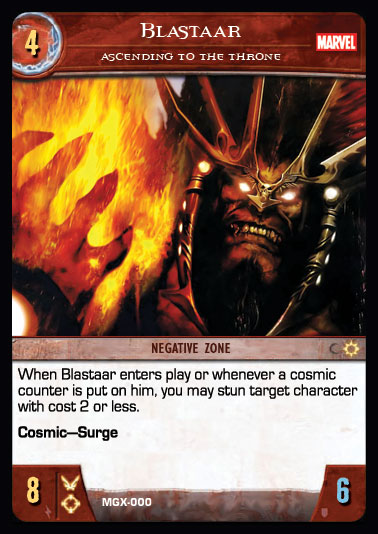 4
BLASTAAR
ASCENDING TO THE THRONE
MARVEL
NEGATIVE ZONE
C
When Blastaar enters play or whenever a cosmic
counter is put on him, you may stun target character
with cost 2 or less.
Cosmic—Surge
8
MGX-000
6